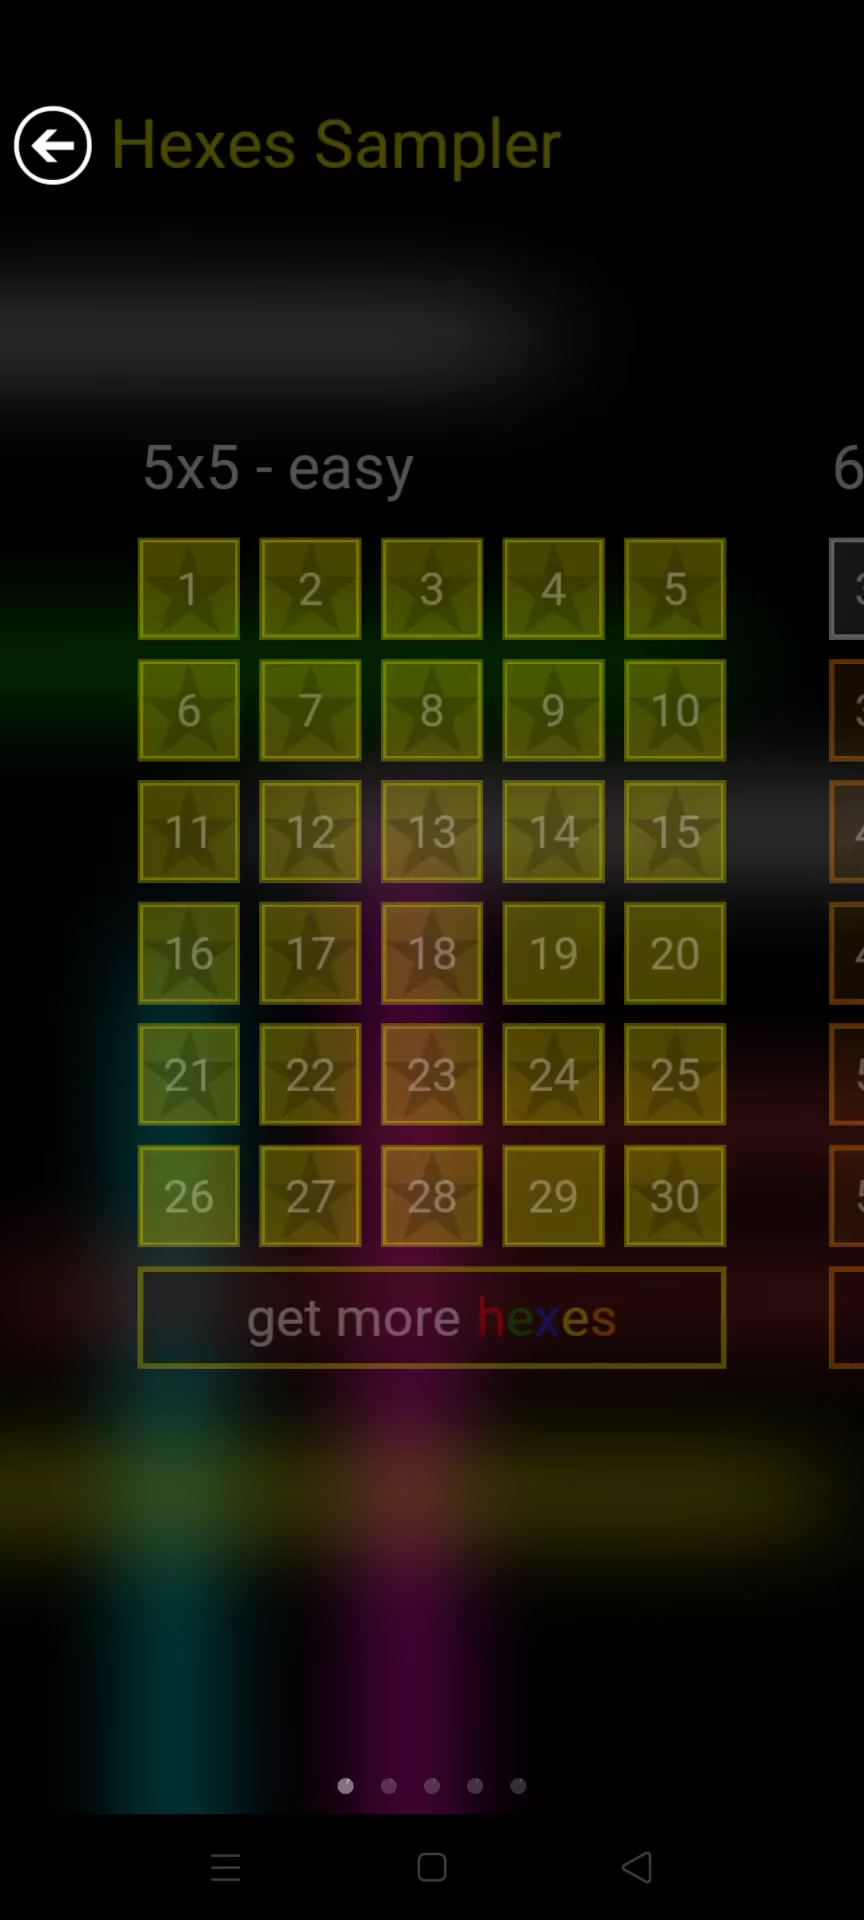 Hexes Sampler
5x5 - easy
6
1 2 3 4 5
6 7 8 9 10
11 12 13 14 15
16 17 18 19 20
21 22 23 24 25
26 27 28 29 30
get more hexes